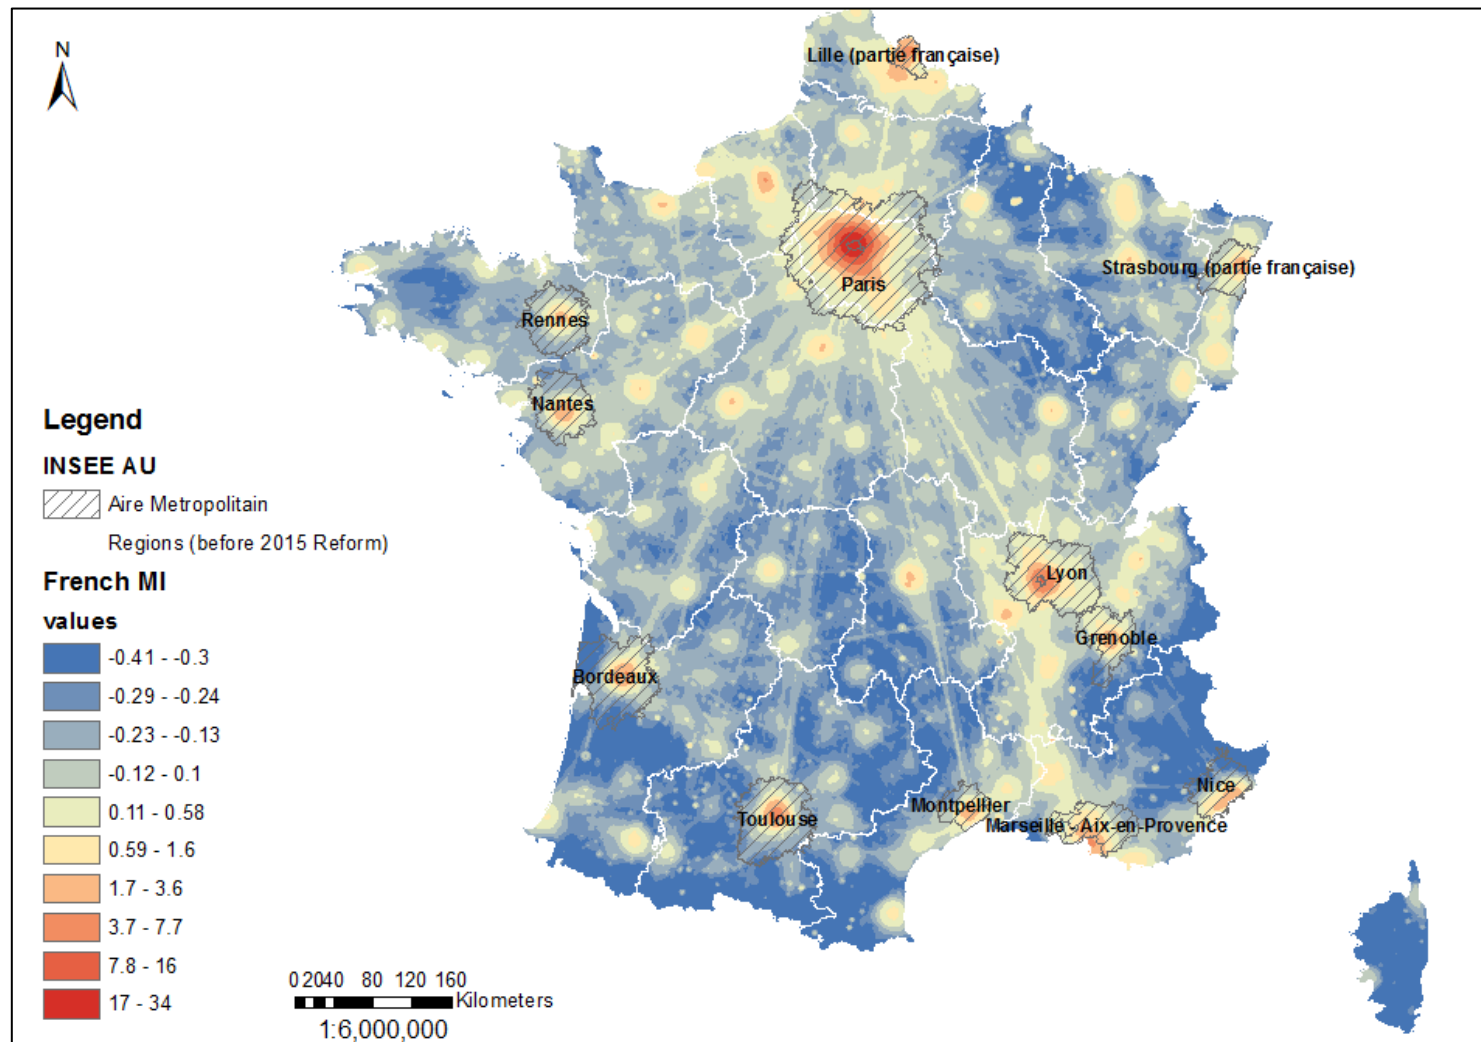 N
Lille (partie française)
Paris
Strasbourg (partie française)
Rennes
Nantes
Lyon
Grenoble
Bordeaux
Nice
Montpellier
Toulouse
Marseille - Aix-en-Provence
Legend
INSEE AU
Aire Metropolitain
Regions (before 2015 Reform)
French MI
values
-0.41 - -0.3
-0.29 - -0.24
-0.23 - -0.13
-0.12 - 0.1
0.11 - 0.58
0.59 - 1.6
1.7 - 3.6
3.7 - 7.7
7.8 - 16
17 - 34
0 20 40 80 120 160
Kilometers
1:6,000,000